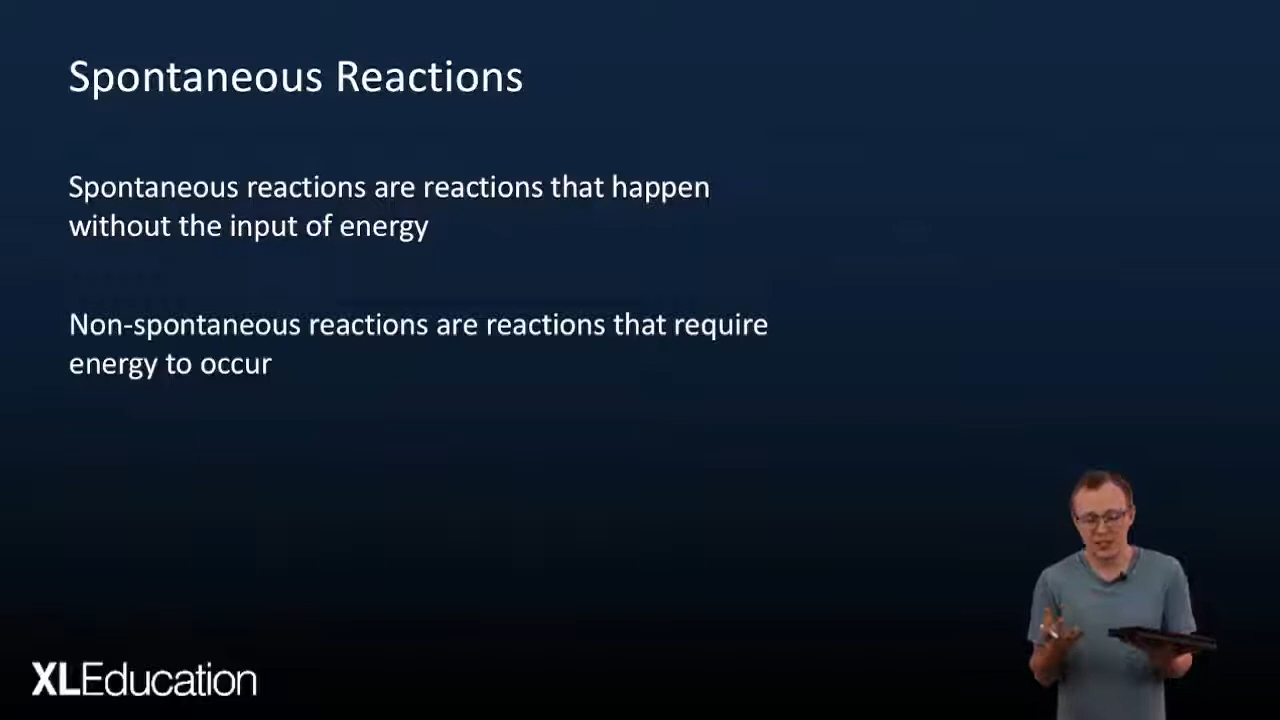 Spontaneous Reactions
Spontaneous reactions are reactions that happen
without the input of energy
Non-spontaneous reactions are reactions that require
energy to occur
XLEducation